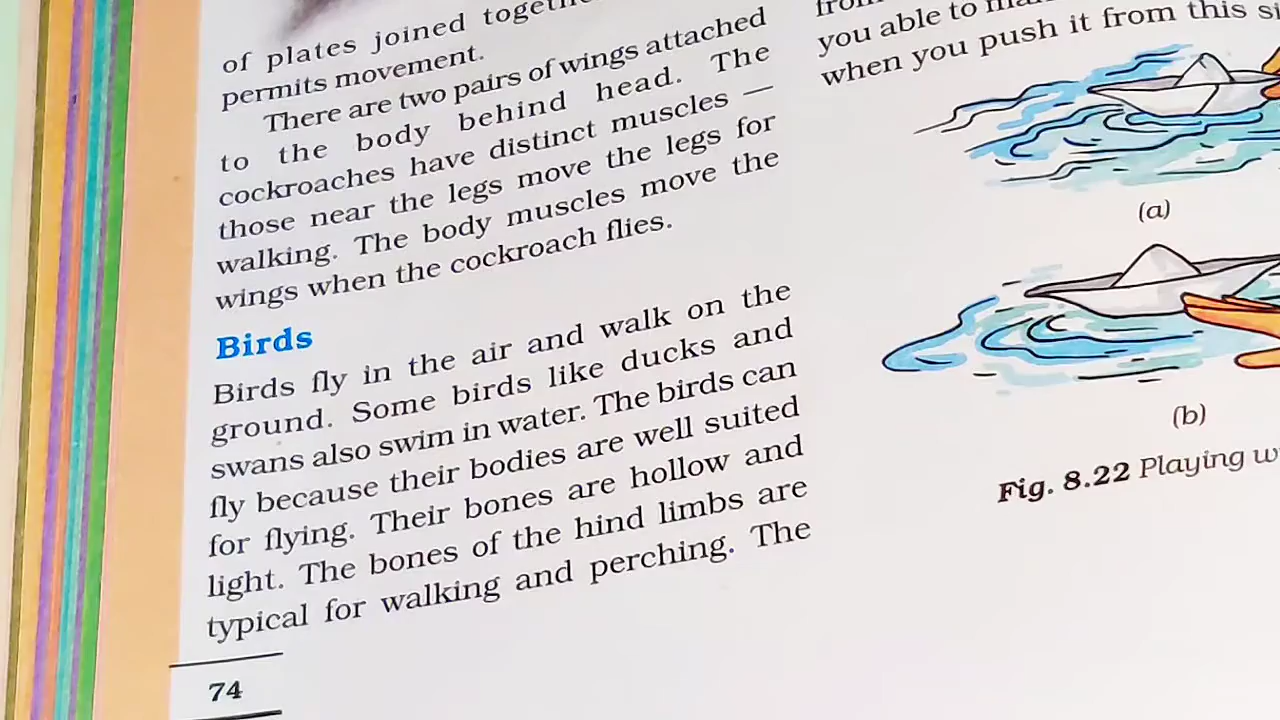 of plates joined
permits movement.
There are two pairs of wings attached
to the body behind head. The
cockroaches have distinct muscles —
those near the legs move the legs for
walking. The body muscles move the
wings when the cockroach flies.
Birds
Birds fly in the air and walk on the
ground. Some birds like ducks and
swans also swim in water. The birds can
fly because their bodies are well suited
for flying. Their bones are hollow and
light. The bones of the hind limbs are
typical for walking and perching. The
74
you able to
when you push it from this
(a)
(b)
Fig. 8.22 Playing